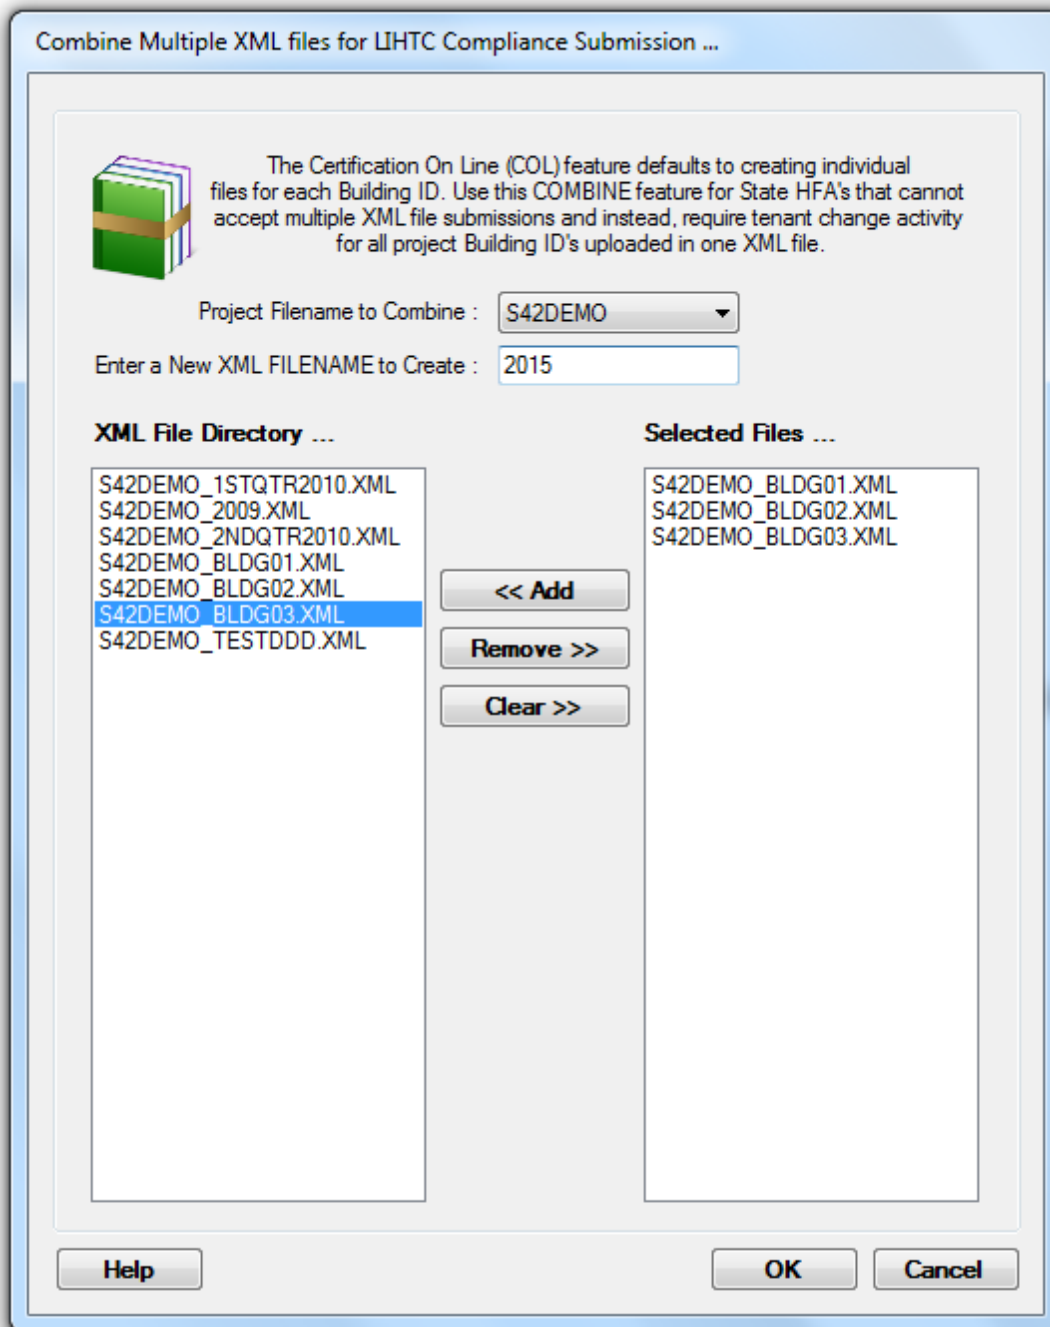 Combine Multiple XML files for LIHTC Compliance Submission ...
The Certification On Line (COL) feature defaults to creating individual
files for each Building ID. Use this COMBINE feature for State HFA's that cannot
accept multiple XML file submissions and instead, require tenant change activity
for all project Building ID's uploaded in one XML file.
Project Filename to Combine : S42DEMO
Enter a New XML FILENAME to Create : 2015
XML File Directory ...
S42DEMO_1STQTR2010.XML
S42DEMO_2009.XML
S42DEMO_2NDQTR2010.XML
S42DEMO_BLDG01.XML
S42DEMO_BLDG02.XML
S42DEMO_BLDG03.XML
S42DEMO_TESTDDD.XML
<< Add
Remove >>
Clear >>
Selected Files ...
S42DEMO_BLDG01.XML
S42DEMO_BLDG02.XML
S42DEMO_BLDG03.XML
Help
OK
Cancel